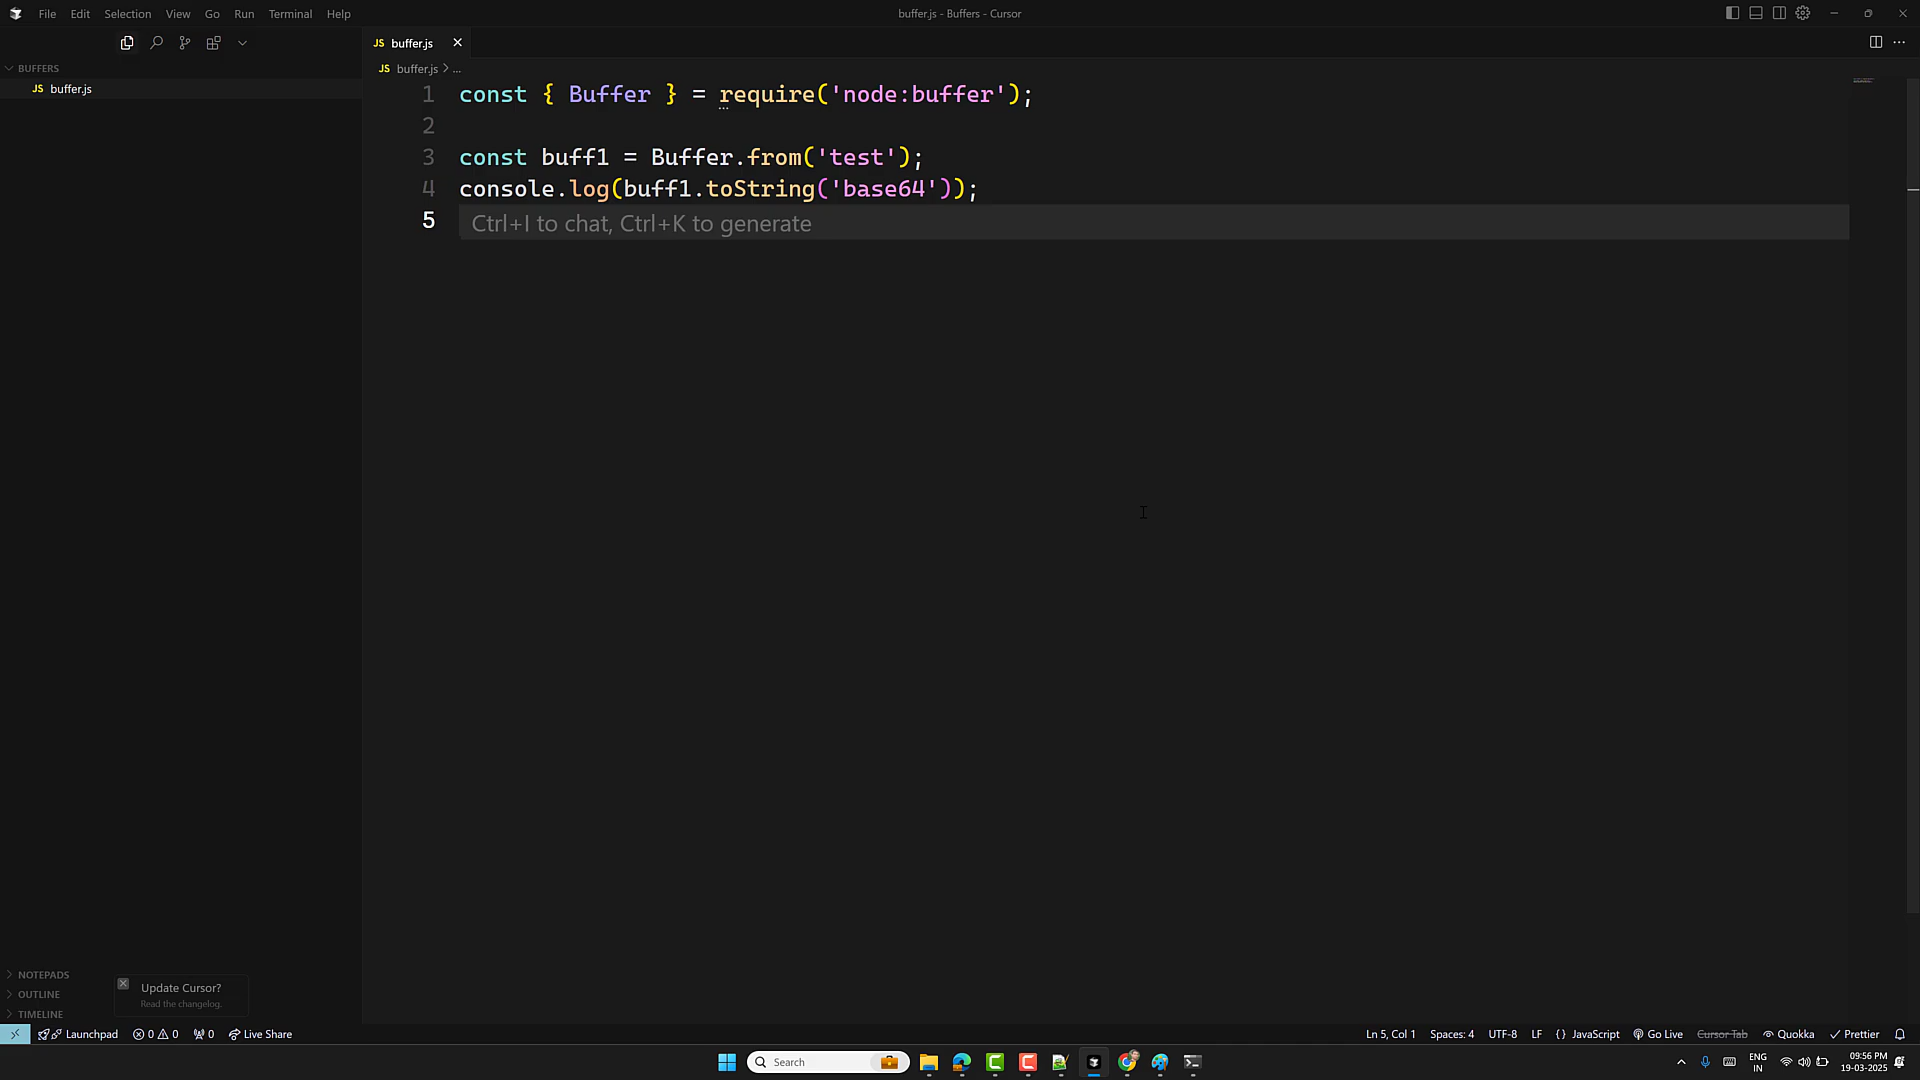 File Edit Selection View Go Run Terminal Help
buffer.js - Buffers - Cursor
BUFFERS
JS buffer.js
JS buffer.js
JS buffer.js > ...
1 const { Buffer } = require('node:buffer');
2
3 const buff1 = Buffer.from('test');
4 console.log(buff1.toString('base64'));
5 Ctrl+I to chat, Ctrl+K to generate
NOTEPADS
OUTLINE
TIMELINE
Update Cursor?
Read the changelog.
Launchpad 0 0 0 Live Share
Ln 5, Col 1 Spaces: 4 UTF-8 LF {} JavaScript Go Live Cursor Tab Quokka Prettier
Search
ENG
IN
09:56 PM
19-03-2025